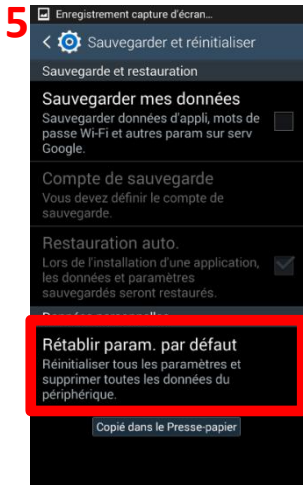 5
Enregistrement capture d'écran...
Sauvegarder et réinitialiser
Sauvegarde et restauration
Sauvegarder mes données
Sauvegarder données d'appli, mots de
passe Wi-Fi et autres param sur serv
Google.
Compte de sauvegarde
Vous devez définir le compte de
sauvegarde.
Restauration auto.
Lors de l'installation d'une application,
les données et paramètres
sauvegardés seront restaurés.
Données personnelles
Rétablir param. par défaut
Réinitialiser tous les paramètres et
supprimer toutes les données du
périphérique.
Copié dans le Presse-papier